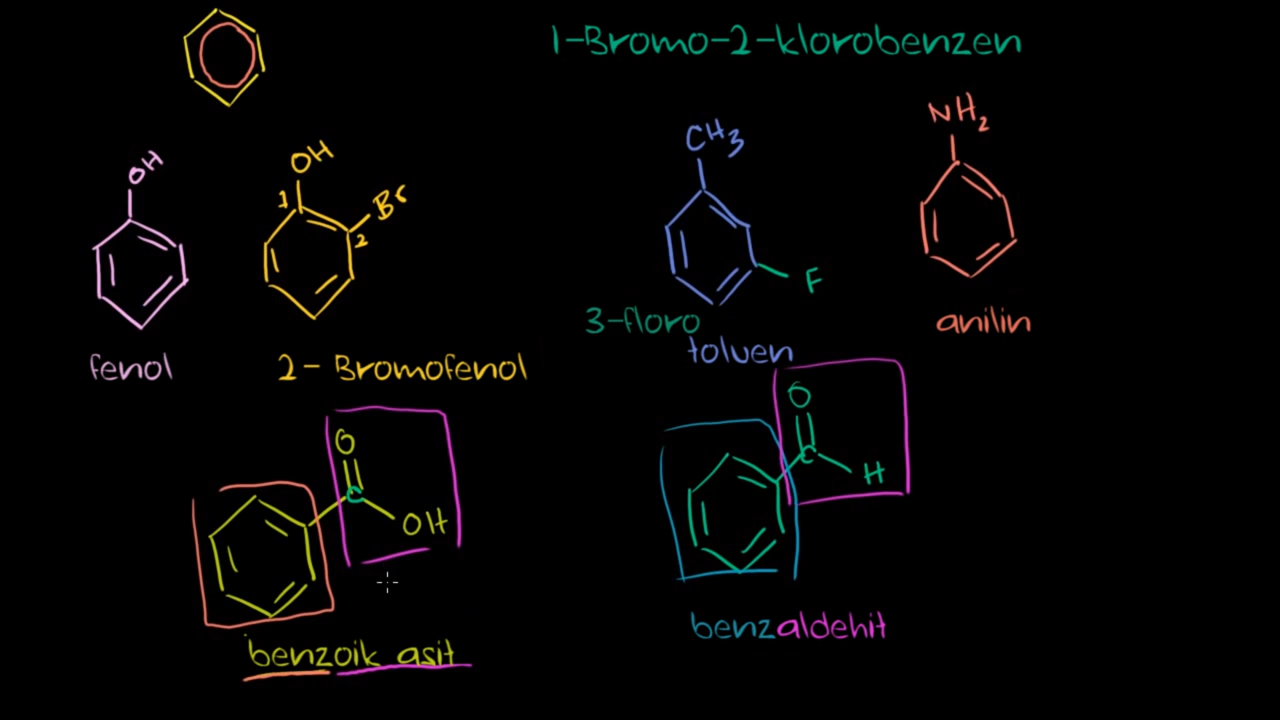 1-Bromo-2-klorobenzen
OH
fenol
OH
1
Br
2
2- Bromofenol
CH3
F
3-floro
toluen
NH2
anilin
O
C
OH
benzoik asit
O
C
H
benzaldehit